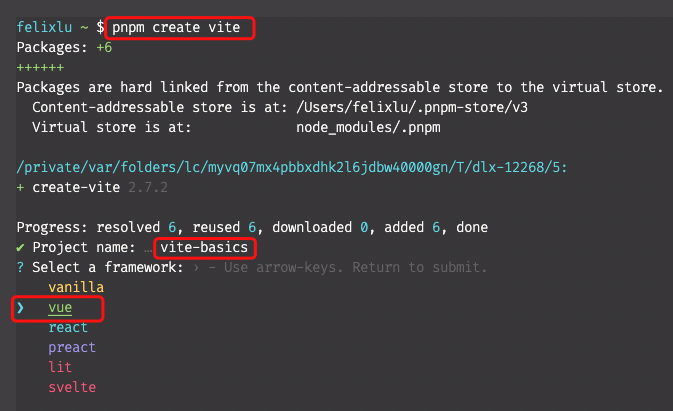 felixlu ~ $ pnpm create vite
Packages: +6
++++++
Packages are hard linked from the content-addressable store to the virtual store.
  Content-addressable store is at: /Users/felixlu/.pnpm-store/v3
  Virtual store is at:             node_modules/.pnpm
/private/var/folders/lc/myvq07mx4pbbxdhk2l6jdbw40000gn/T/dlx-12268/5:
+ create-vite 2.7.2
Progress: resolved 6, reused 6, downloaded 0, added 6, done
✔ Project name: … vite-basics
? Select a framework: › - Use arrow-keys. Return to submit.
    vanilla
❯   vue
    react
    preact
    lit
    svelte